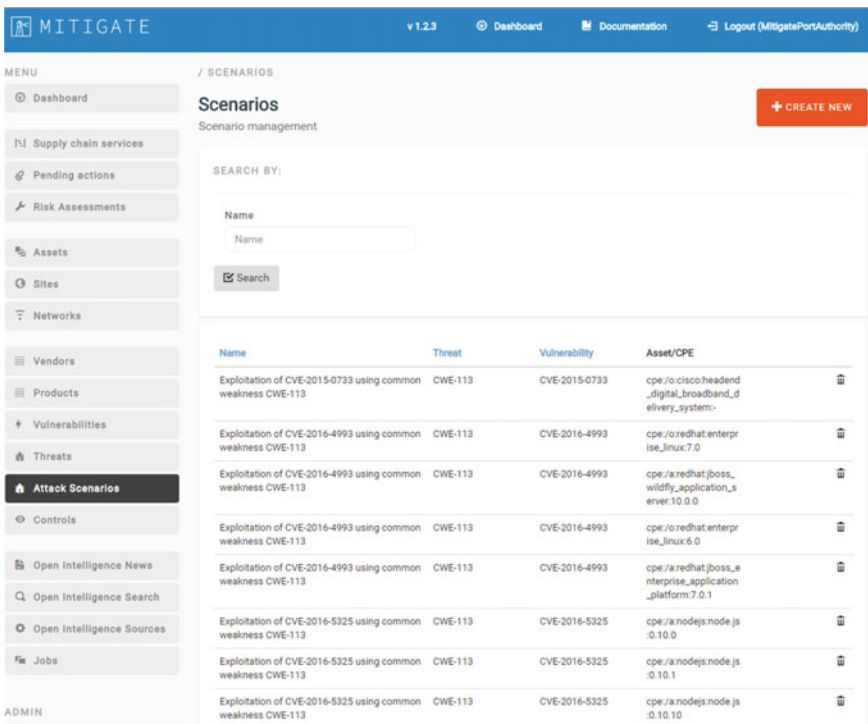 MITIGATE
v 1.2.3
Dashboard
Documentation
Logout (MitigatePortAuthority)
MENU
Dashboard
Supply chain services
Pending actions
Risk Assessments
Assets
Sites
Networks
Vendors
Products
Vulnerabilities
Threats
Attack Scenarios
Controls
Open Intelligence News
Open Intelligence Search
Open Intelligence Sources
Jobs
ADMIN
/ SCENARIOS
Scenarios
Scenario management
CREATE NEW
SEARCH BY:
Name
Name
Search
Name Threat Vulnerability Asset/CPE
Exploitation of CVE-2015-0733 using common CWE-113 CVE-2015-0733 cpe:/o:cisco:headend
weakness CWE-113 _digital_broadband_d
elivery_system:-
Exploitation of CVE-2016-4993 using common CWE-113 CVE-2016-4993 cpe:/o:redhat:enterpr
weakness CWE-113 ise_linux:7.0
Exploitation of CVE-2016-4993 using common CWE-113 CVE-2016-4993 cpe:/a:redhat:jboss_
weakness CWE-113 wildfly_application_s
erver:10.0.0
Exploitation of CVE-2016-4993 using common CWE-113 CVE-2016-4993 cpe:/o:redhat:enterpr
weakness CWE-113 ise_linux:6.0
Exploitation of CVE-2016-4993 using common CWE-113 CVE-2016-4993 cpe:/a:redhat:jboss_e
weakness CWE-113 nterprise_application
_platform:7.0.1
Exploitation of CVE-2016-5325 using common CWE-113 CVE-2016-5325 cpe:/a:nodejs:node.js
weakness CWE-113 :0.10.0
Exploitation of CVE-2016-5325 using common CWE-113 CVE-2016-5325 cpe:/a:nodejs:node.js
weakness CWE-113 :0.10.1
Exploitation of CVE-2016-5325 using common CWE-113 CVE-2016-5325 cpe:/a:nodejs:node.js
weakness CWE-113 :0.10.10